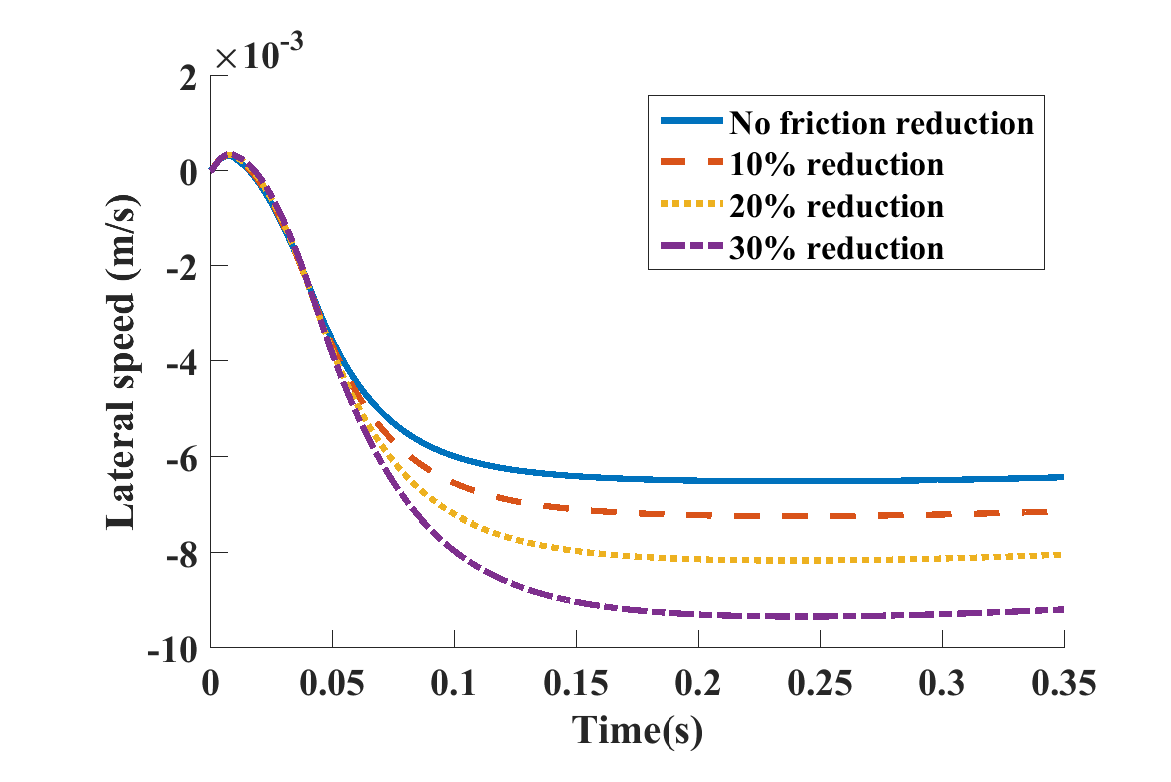 ×10-3
2
0
-2
-4
-6
-8
-10
Lateral speed (m/s)
No friction reduction
10% reduction
20% reduction
30% reduction
0 0.05 0.1 0.15 0.2 0.25 0.3 0.35
Time(s)